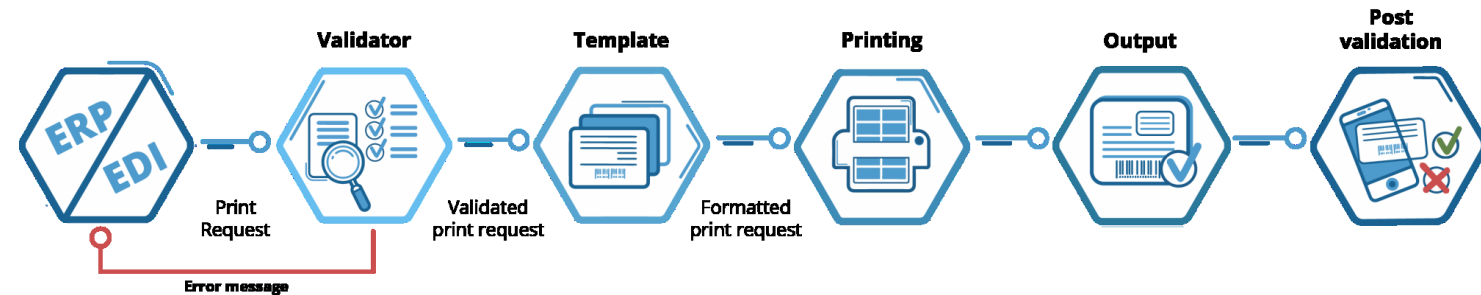 ERP
EDI
Print
Request
Error message
Validator
Validated
print request
Template
Formatted
print request
Printing
Output
Post
validation